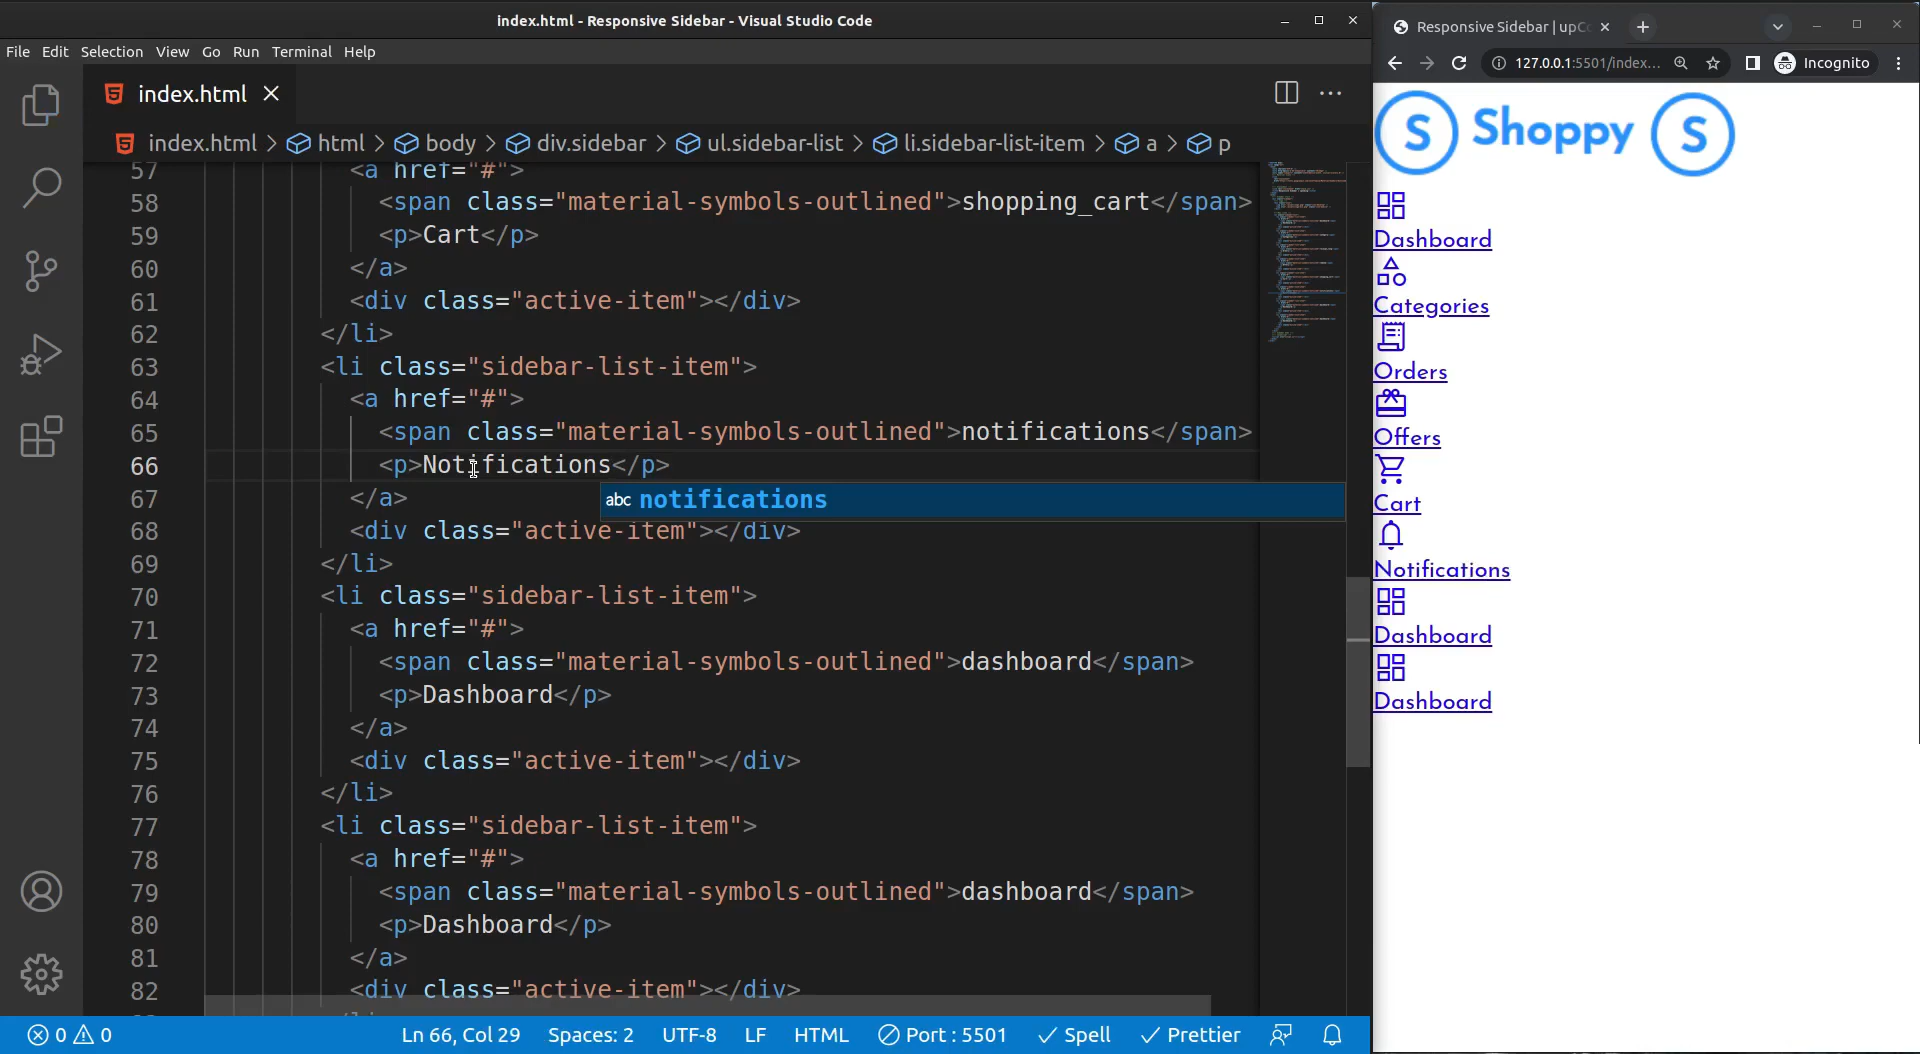 index.html - Responsive Sidebar - Visual Studio Code
File Edit Selection View Go Run Terminal Help
index.html
index.html > html > body > div.sidebar > ul.sidebar-list > li.sidebar-list-item > a > p
57 <a href="#">
58 <span class="material-symbols-outlined">shopping_cart</span>
59 <p>Cart</p>
60 </a>
61 <div class="active-item"></div>
62 </li>
63 <li class="sidebar-list-item">
64 <a href="#">
65 <span class="material-symbols-outlined">notifications</span>
66 <p>Notifications</p>
abc notifications
67 </a>
68 <div class="active-item"></div>
69 </li>
70 <li class="sidebar-list-item">
71 <a href="#">
72 <span class="material-symbols-outlined">dashboard</span>
73 <p>Dashboard</p>
74 </a>
75 <div class="active-item"></div>
76 </li>
77 <li class="sidebar-list-item">
78 <a href="#">
79 <span class="material-symbols-outlined">dashboard</span>
80 <p>Dashboard</p>
81 </a>
82 <div class="active-item"></div>
0 0 Ln 66, Col 29 Spaces: 2 UTF-8 LF HTML Port : 5501 Spell Prettier
Responsive Sidebar | upCo
127.0.0.1:5501/index... Incognito
S Shoppy S
Dashboard
Categories
Orders
Offers
Cart
Notifications
Dashboard
Dashboard